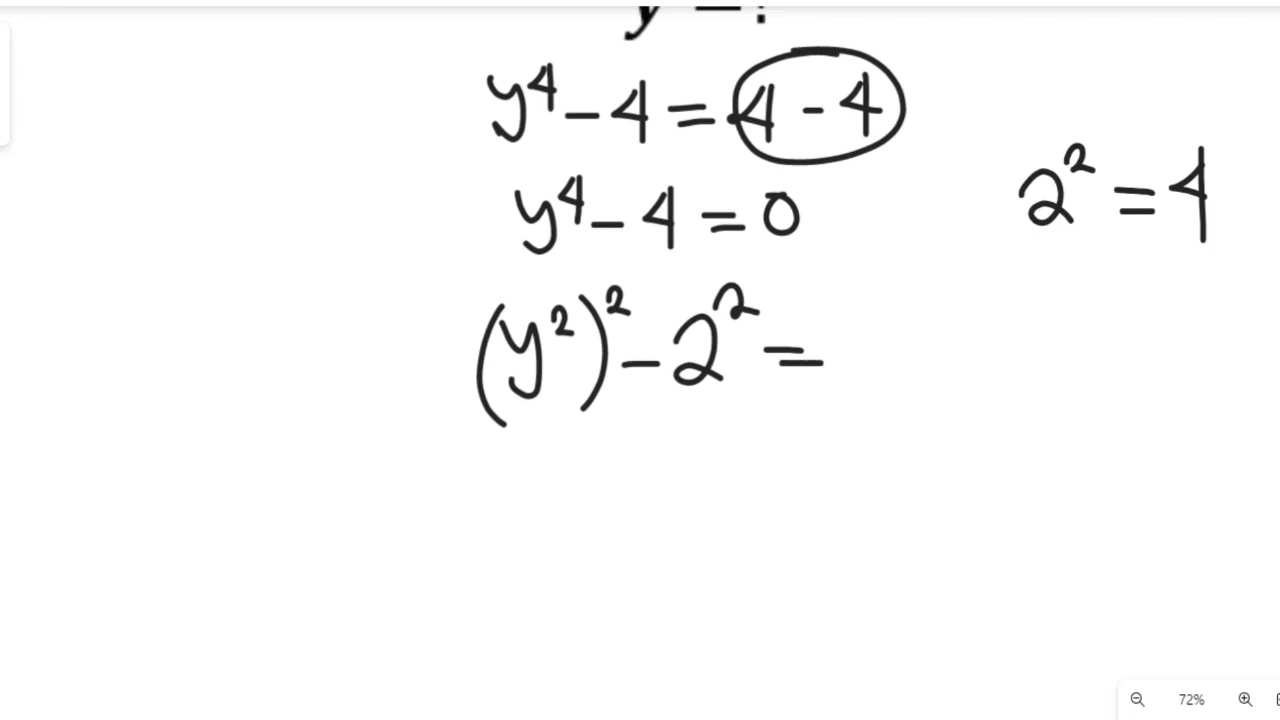 y = ?
y⁴ - 4 = 4 - 4
y⁴ - 4 = 0
2² = 4
(y²)² - 2² =
72%